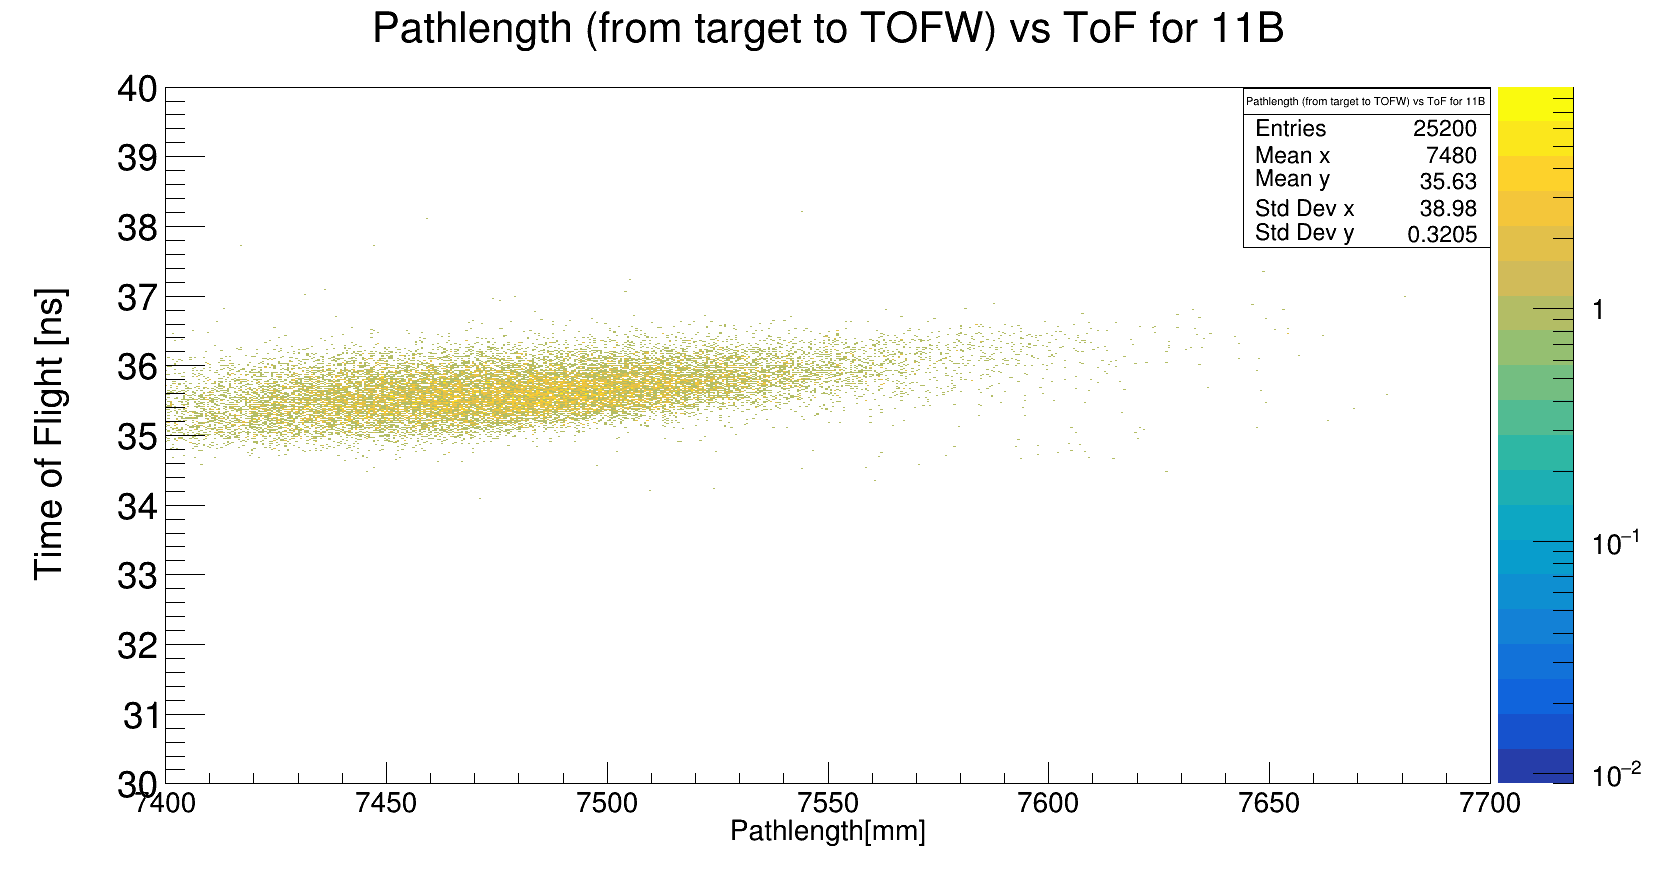 Pathlength (from target to TOFW) vs ToF for 11B
Pathlength (from target to TOFW) vs ToF for 11B
Entries 25200
Mean x 7480
Mean y 35.63
Std Dev x 38.98
Std Dev y 0.3205
Time of Flight [ns]
40
39
38
37
36
35
34
33
32
31
30
7400 7450 7500 7550 7600 7650 7700
Pathlength[mm]
1
10⁻¹
10⁻²